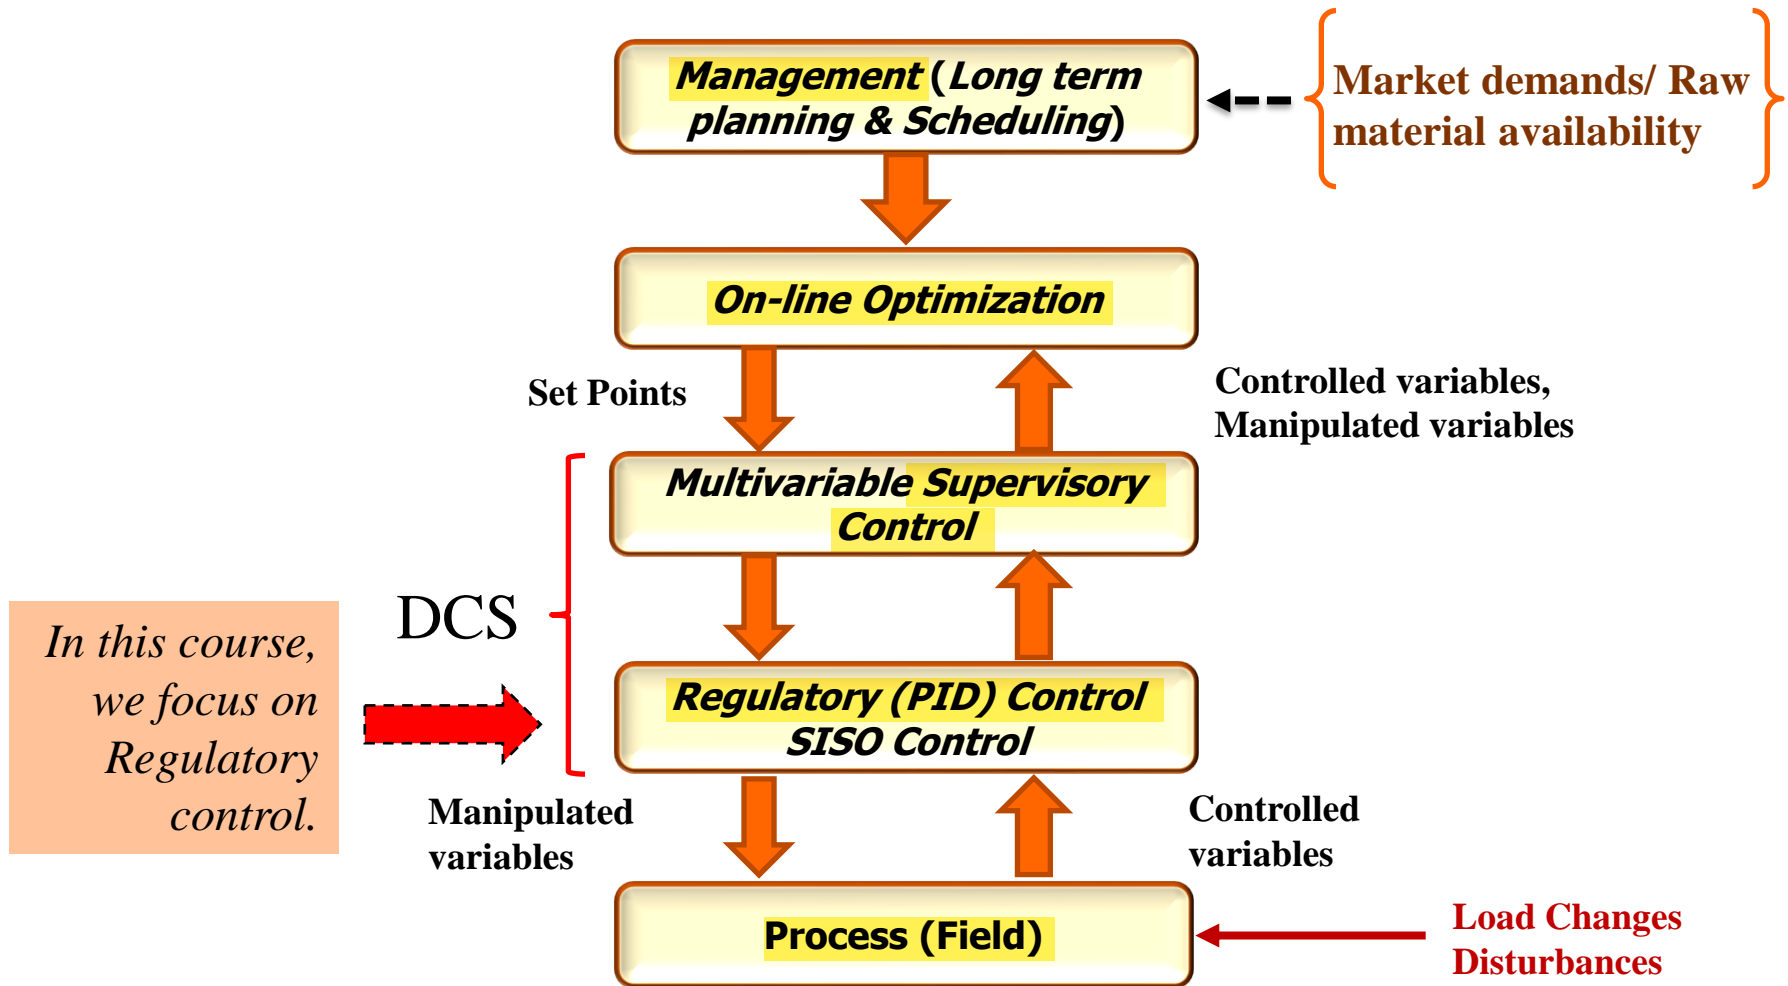 Management (Long term
planning & Scheduling)
Market demands/ Raw
material availability
On-line Optimization
Set Points
Controlled variables,
Manipulated variables
Multivariable Supervisory
Control
DCS
In this course,
we focus on
Regulatory
control.
Regulatory (PID) Control
SISO Control
Manipulated
variables
Controlled
variables
Process (Field)
Load Changes
Disturbances